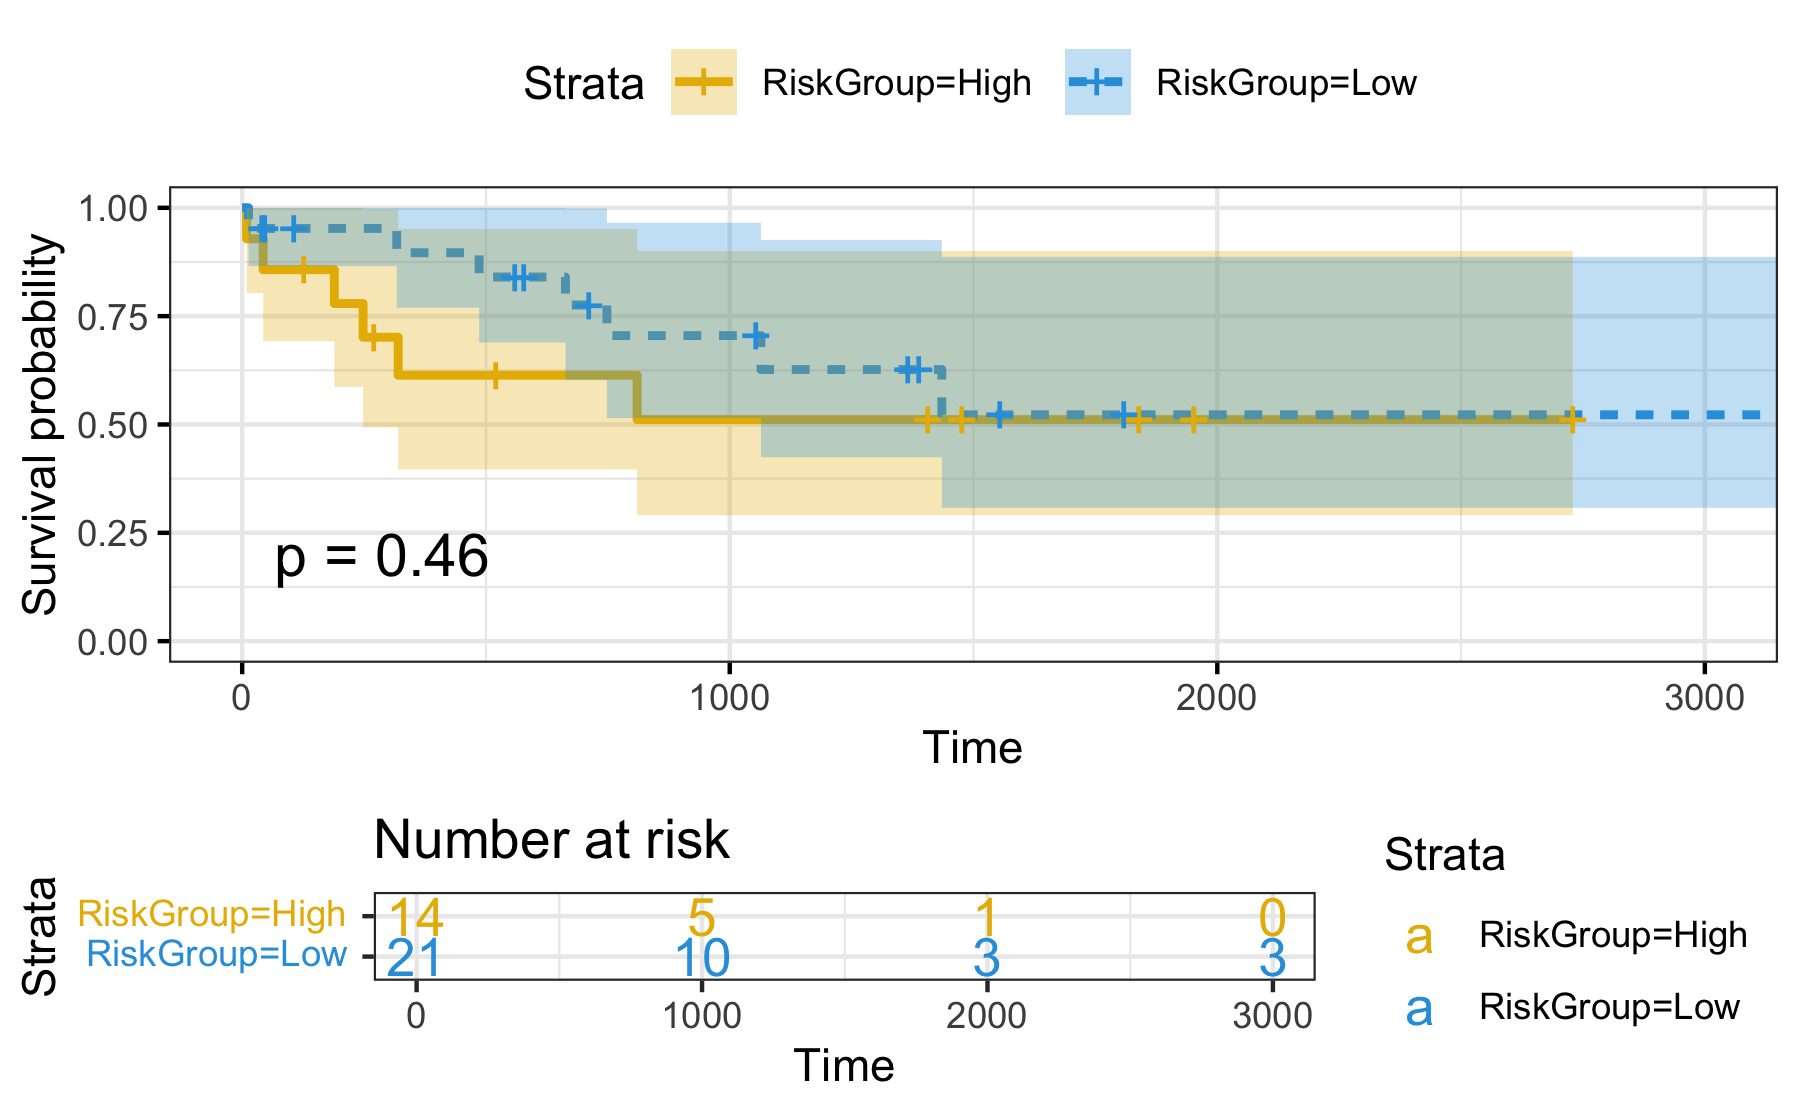 Strata RiskGroup=High RiskGroup=Low
Survival probability
1.00
0.75
0.50
0.25
0.00
p = 0.46
0 1000 2000 3000
Time
Number at risk
Strata
RiskGroup=High 14 5 1 0
RiskGroup=Low 21 10 3 3
0 1000 2000 3000
Time
Strata
a RiskGroup=High
a RiskGroup=Low